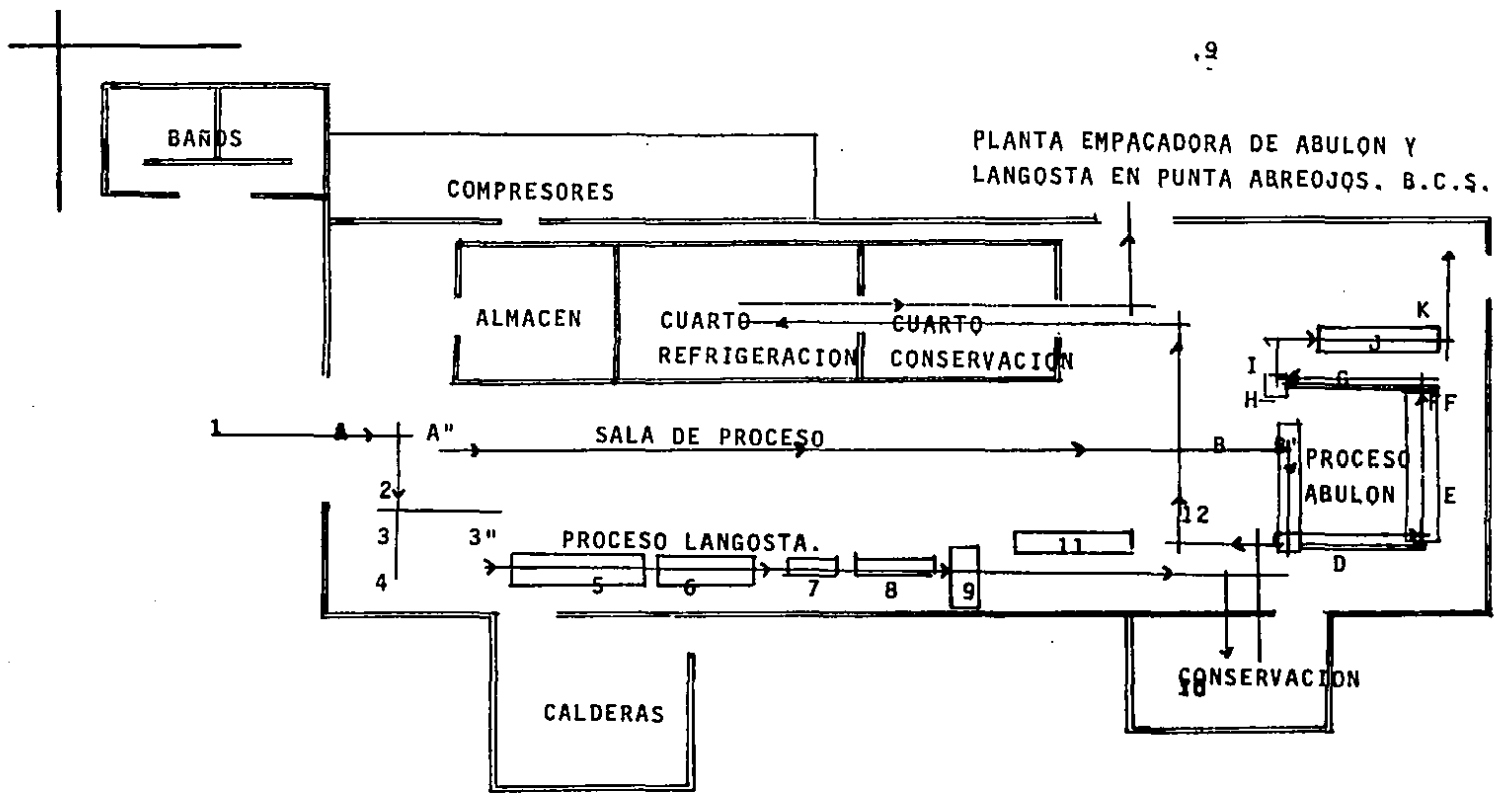 .9
BAÑOS
PLANTA EMPACADORA DE ABULON Y
LANGOSTA EN PUNTA ABREOJOS. B.C.S.
COMPRESORES
ALMACEN
CUARTO
REFRIGERACION
CUARTO
CONSERVACION
K
J
I
G
H
F
1
A
A"
SALA DE PROCESO
B
PROCESO
ABULON
E
2
3
3"
4
PROCESO LANGOSTA.
12
11
D
5
6
7
8
9
CONSERVACION
10
CALDERAS